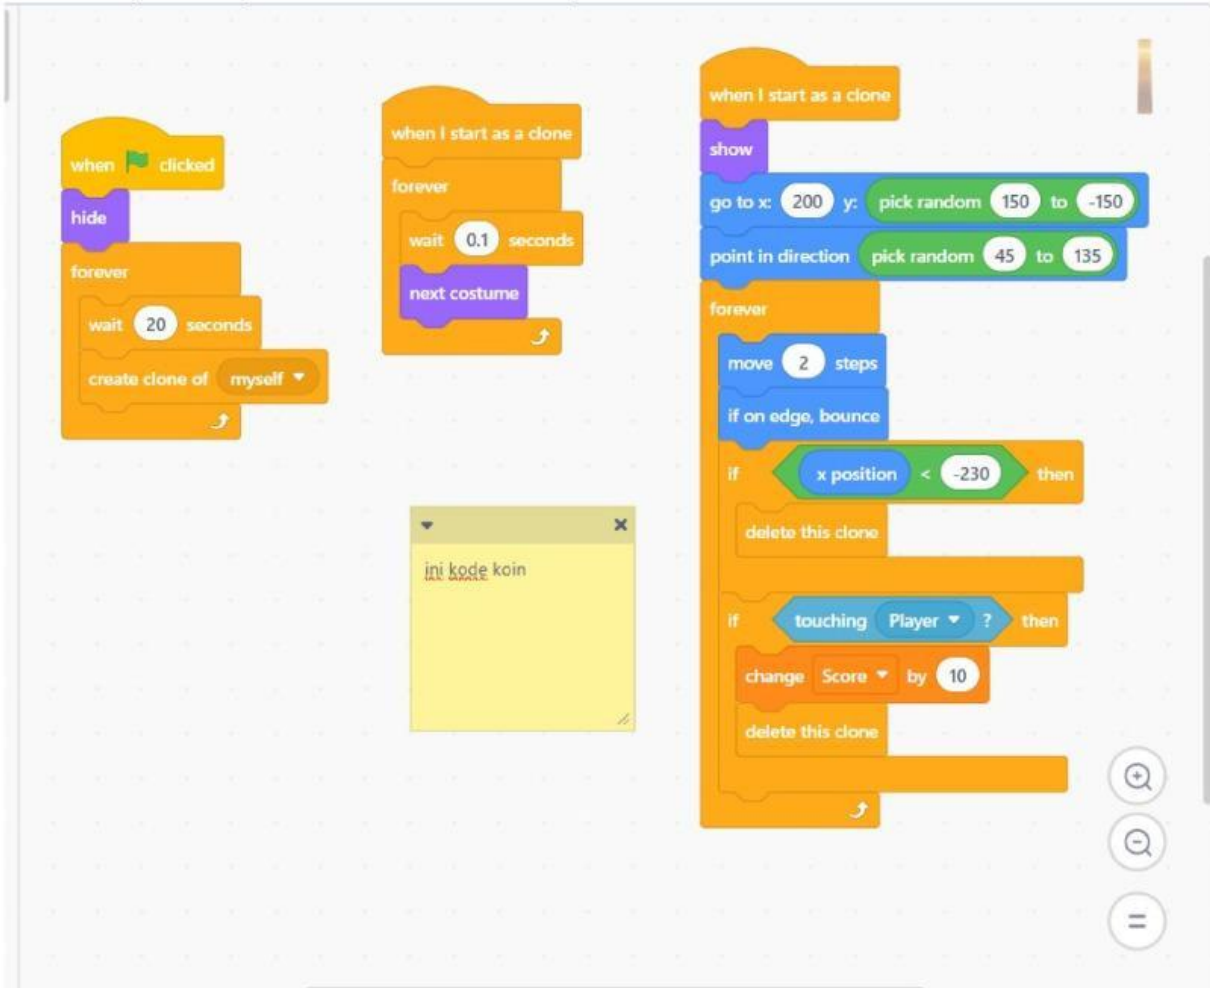 when clicked
hide
forever
wait 20 seconds
create clone of myself
when I start as a clone
forever
wait 0.1 seconds
next costume
ini kode koin
when I start as a clone
show
go to x: 200 y: pick random 150 to -150
point in direction pick random 45 to 135
forever
move 2 steps
if on edge, bounce
if x position < -230 then
delete this clone
if touching Player ? then
change Score by 10
delete this clone